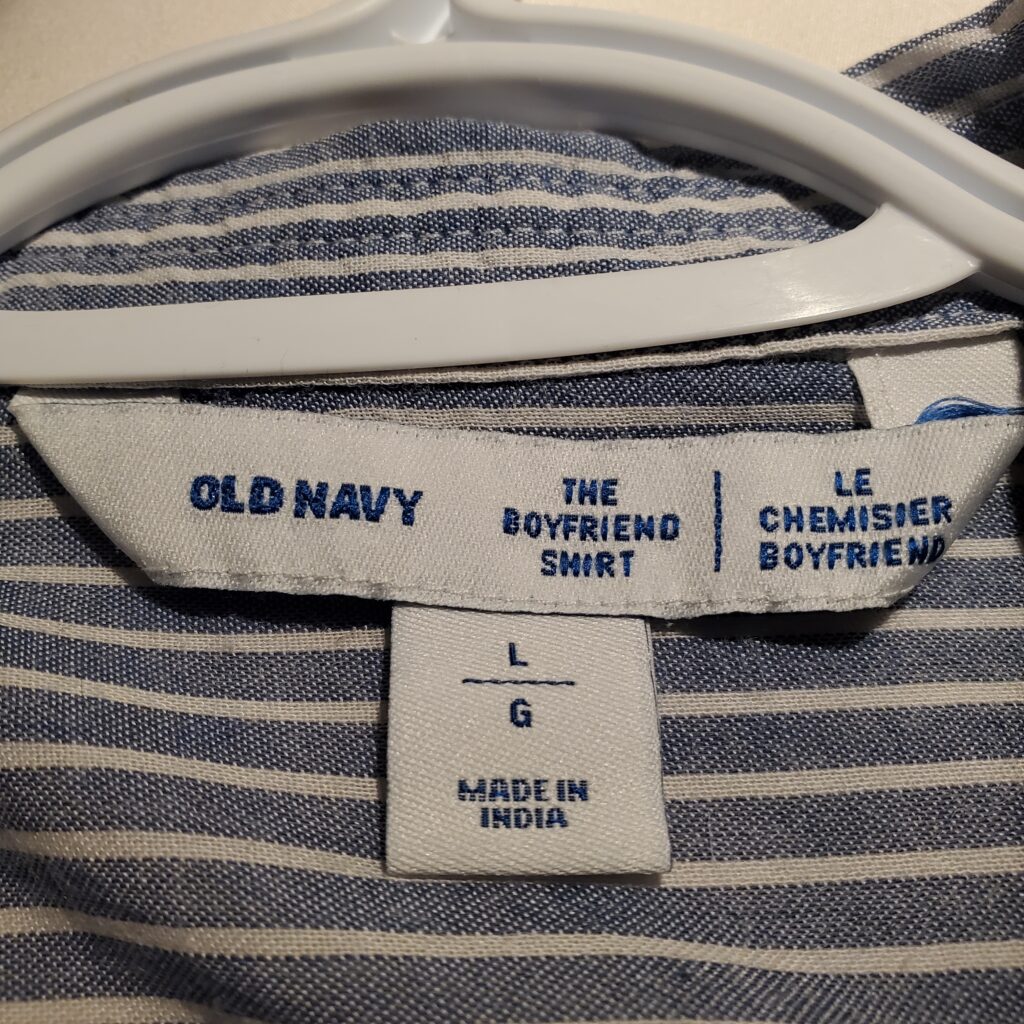 OLD NAVY
THE
BOYFRIEND
SHIRT
LE
CHEMISIER
BOYFRIEND
L
G
MADE IN
INDIA